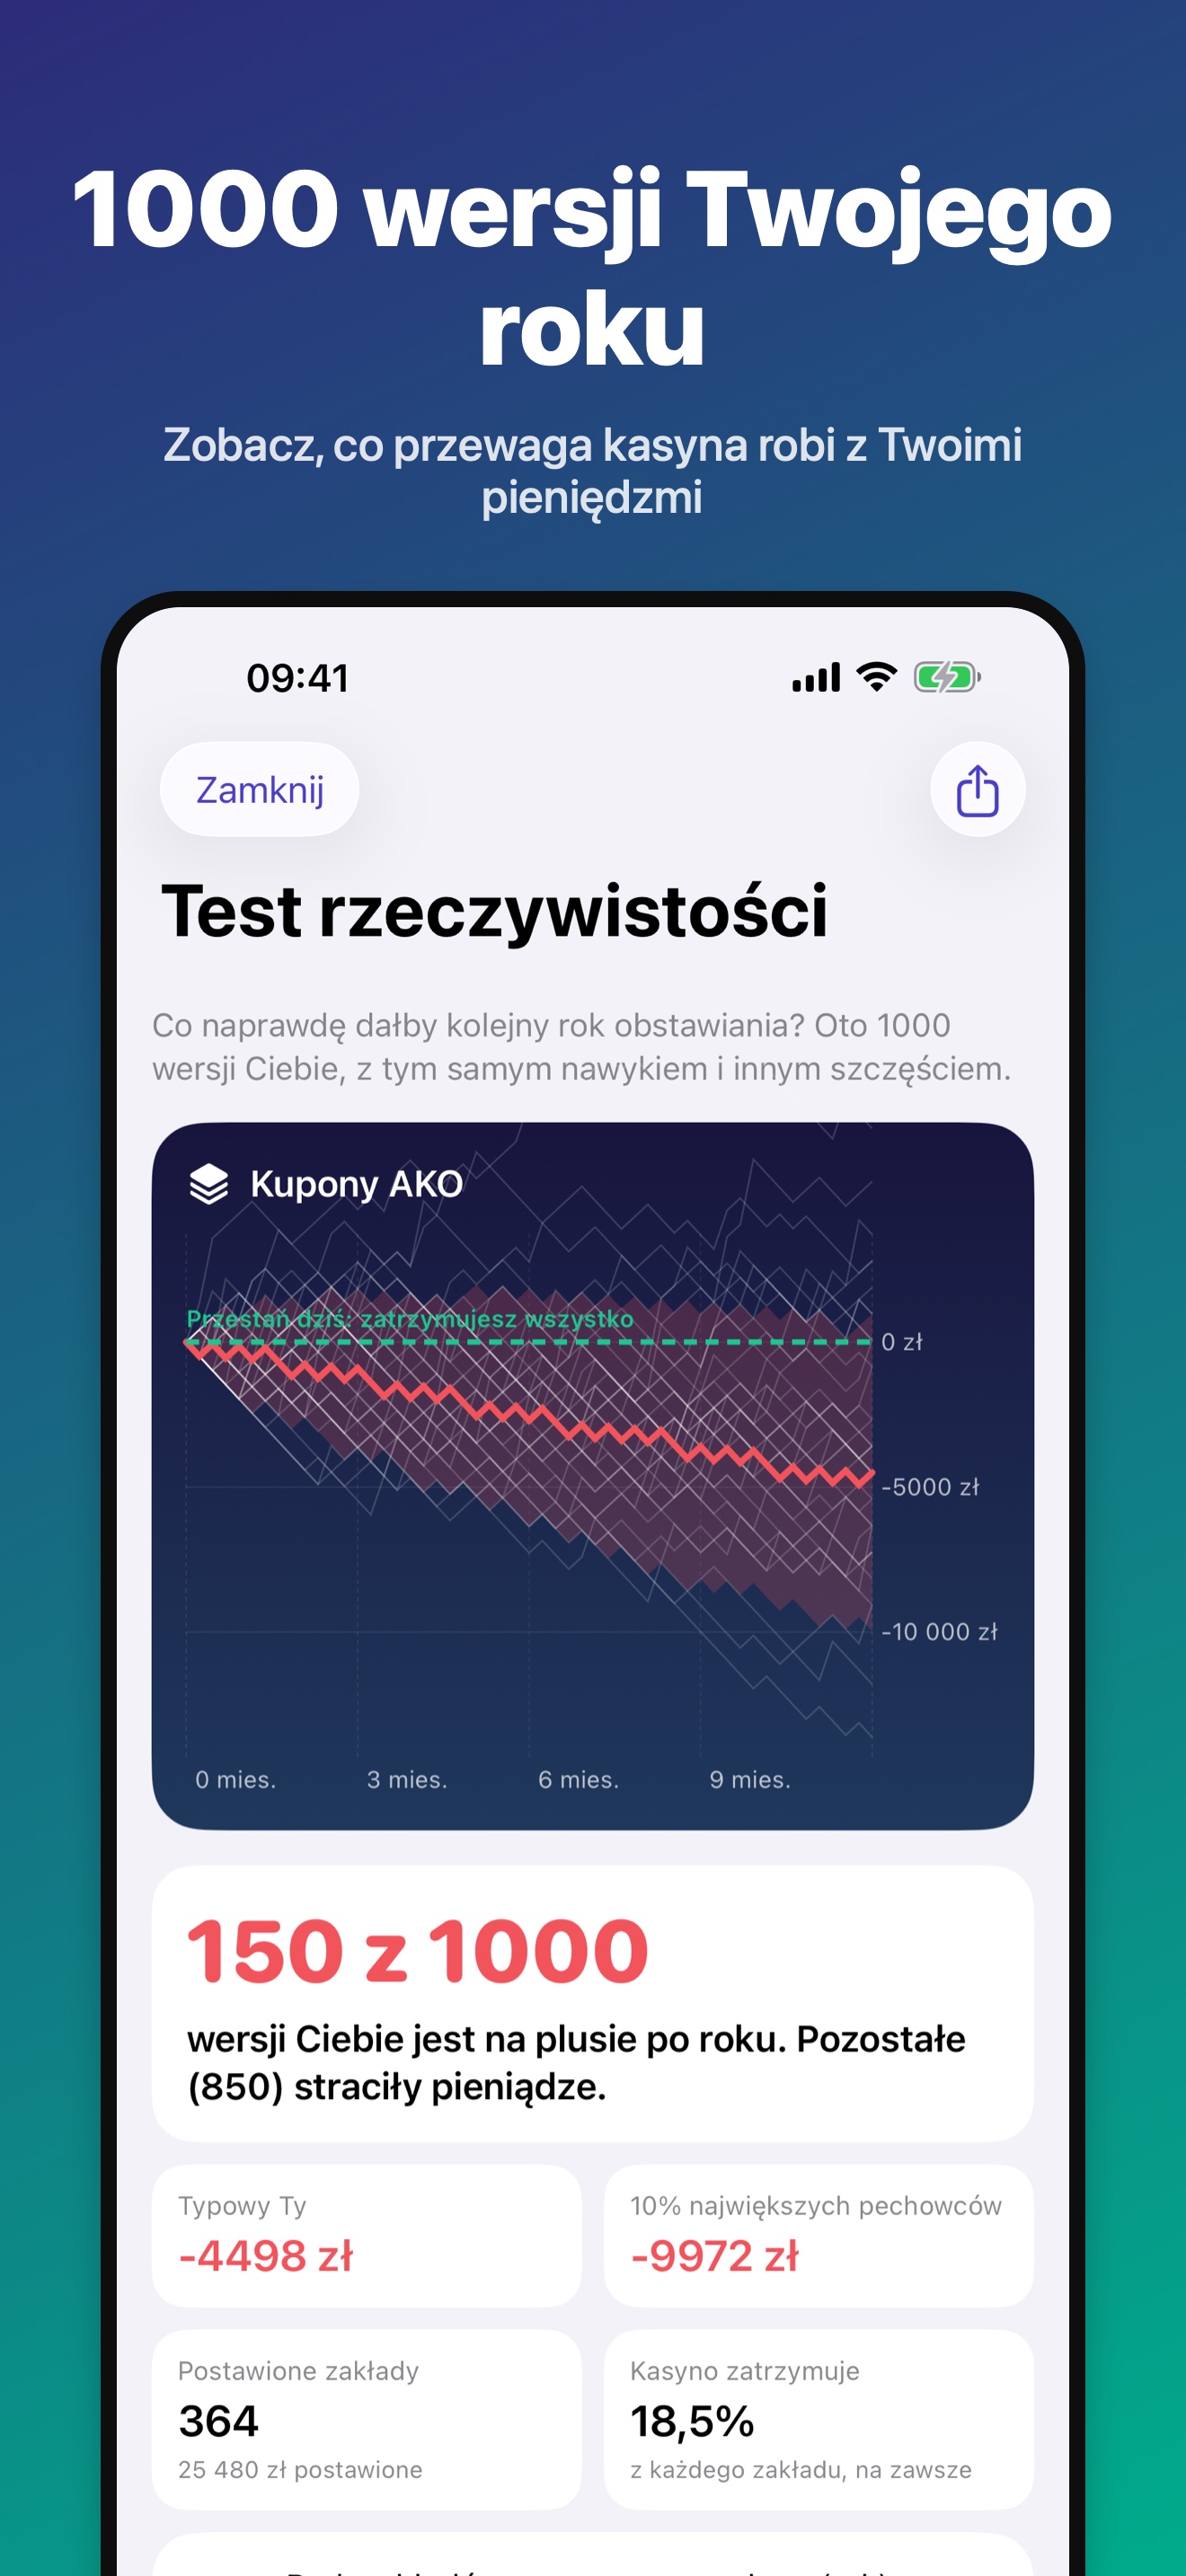 1000 wersji Twojego
roku
Zobacz, co przewaga kasyna robi z Twoimi
pieniędzmi
09:41
Zamknij
Test rzeczywistości
Co naprawdę dałby kolejny rok obstawiania? Oto 1000
wersji Ciebie, z tym samym nawykiem i innym szczęściem.
Kupony AKO
Przestań dziś: zatrzymujesz wszystko
0 zł
-5000 zł
-10 000 zł
0 mies.
3 mies.
6 mies.
9 mies.
150 z 1000
wersji Ciebie jest na plusie po roku. Pozostałe
(850) straciły pieniądze.
Typowy Ty
-4498 zł
10% największych pechowców
-9972 zł
Postawione zakłady
364
25 480 zł postawione
Kasyno zatrzymuje
18,5%
z każdego zakładu, na zawsze